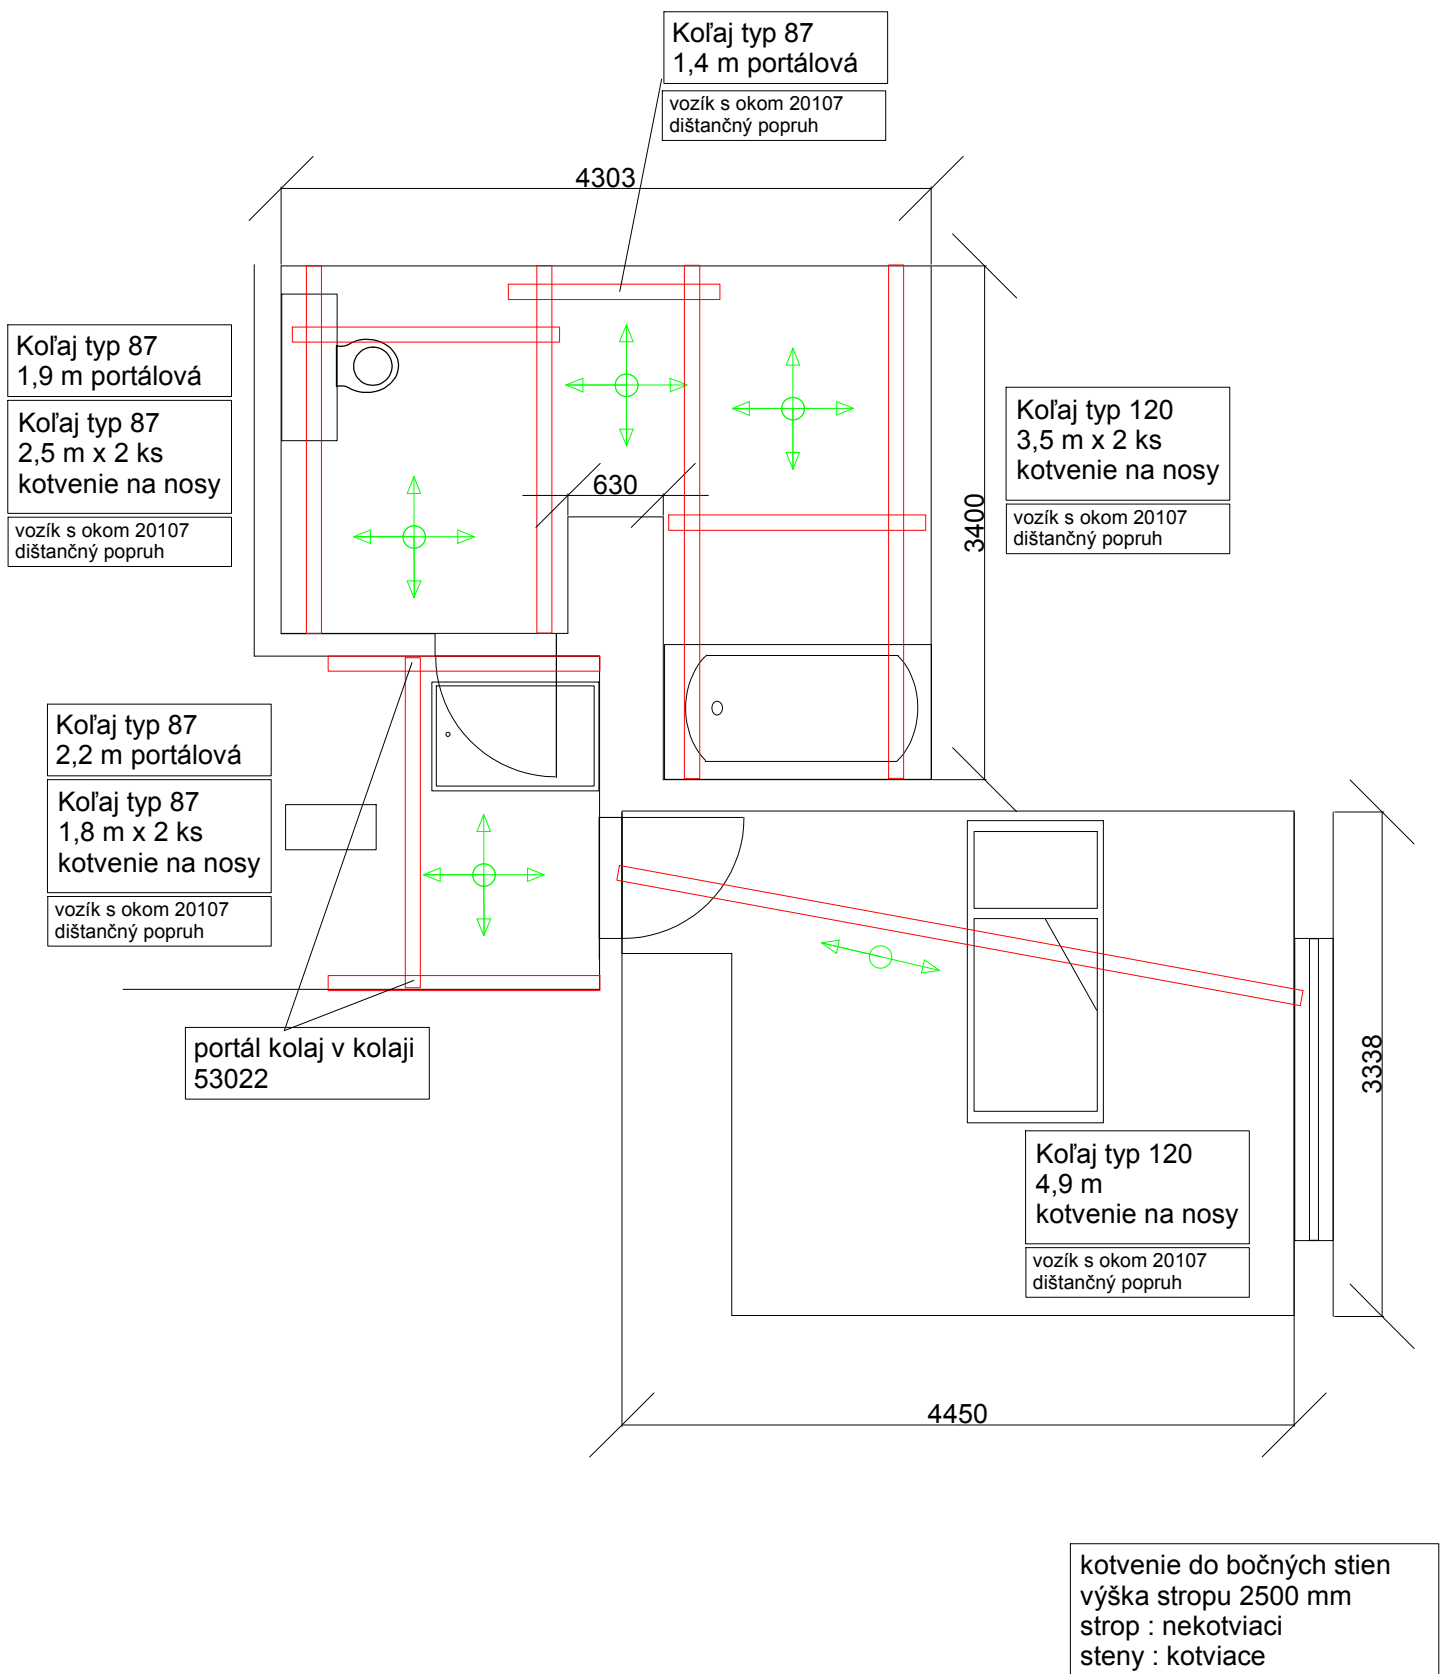 Koľaj typ 87
1,4 m portálová
vozík s okom 20107
dištančný popruh
4303
Koľaj typ 87
1,9 m portálová
Koľaj typ 87
2,5 m x 2 ks
kotvenie na nosy
vozík s okom 20107
dištančný popruh
630
Koľaj typ 120
3,5 m x 2 ks
kotvenie na nosy
vozík s okom 20107
dištančný popruh
3400
Koľaj typ 87
2,2 m portálová
Koľaj typ 87
1,8 m x 2 ks
kotvenie na nosy
vozík s okom 20107
dištančný popruh
portál kolaj v kolaji
53022
3338
Koľaj typ 120
4,9 m
kotvenie na nosy
vozík s okom 20107
dištančný popruh
4450
kotvenie do bočných stien
výška stropu 2500 mm
strop : nekotviaci
steny : kotviace